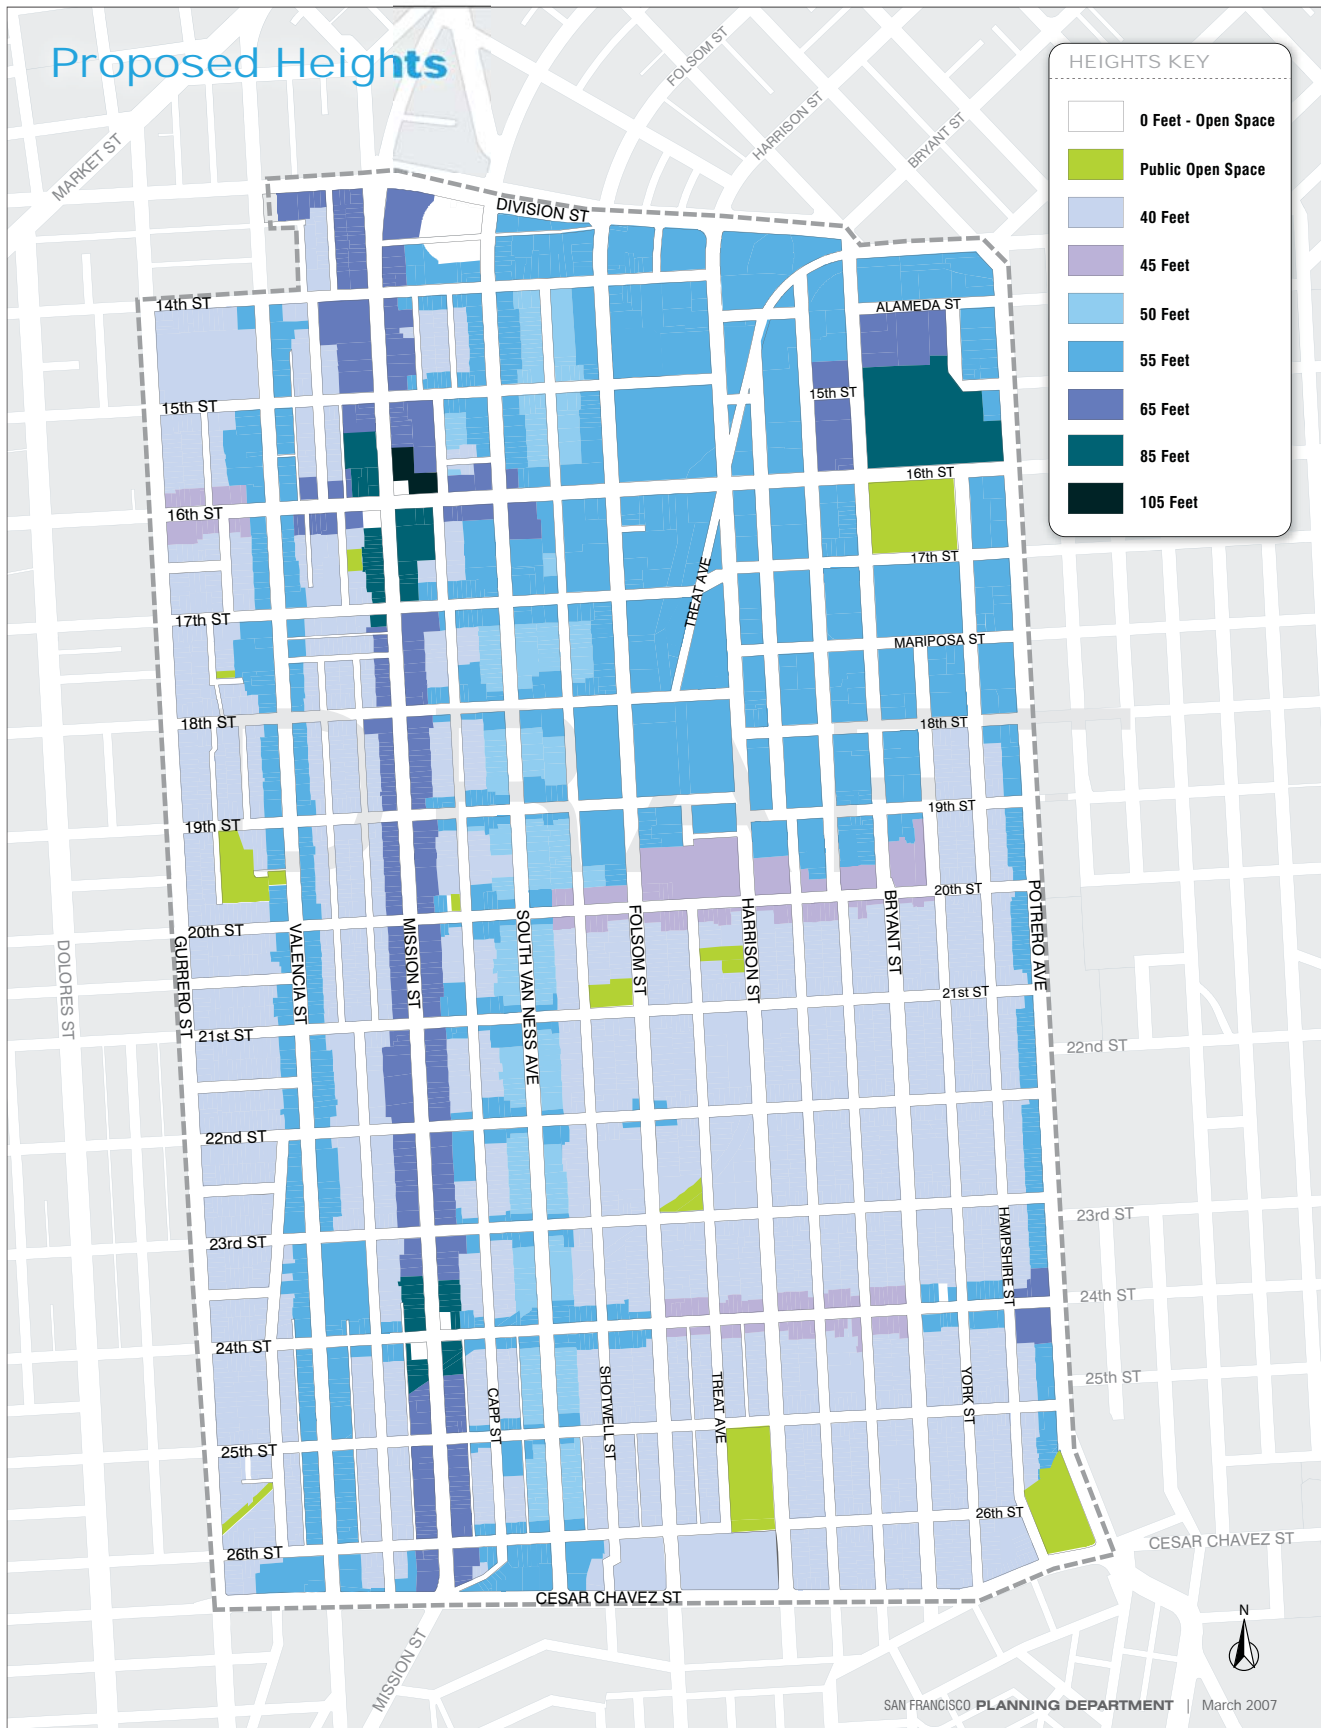 Proposed Heights
HEIGHTS KEY
0 Feet - Open Space
Public Open Space
40 Feet
45 Feet
50 Feet
55 Feet
65 Feet
85 Feet
105 Feet
FOLSOM ST
HARRISON ST
BRYANT ST
MARKET ST
DIVISION ST
14th ST
ALAMEDA ST
15th ST
15th ST
16th ST
16th ST
17th ST
TREAT AVE
17th ST
MARIPOSA ST
18th ST
18th ST
DRAFT
19th ST
19th ST
20th ST
20th ST
DOLORES ST
GURRERO ST
VALENCIA ST
MISSION ST
SOUTH VAN NESS AVE
FOLSOM ST
HARRISON ST
BRYANT ST
POTRERO AVE
21st ST
21st ST
22nd ST
22nd ST
23rd ST
HAMPSHIRE ST
23rd ST
24th ST
24th ST
25th ST
CAPP ST
SHOTWELL ST
TREAT AVE
YORK ST
25th ST
26th ST
26th ST
CESAR CHAVEZ ST
CESAR CHAVEZ ST
MISSION ST
N
SAN FRANCISCO PLANNING DEPARTMENT | March 2007